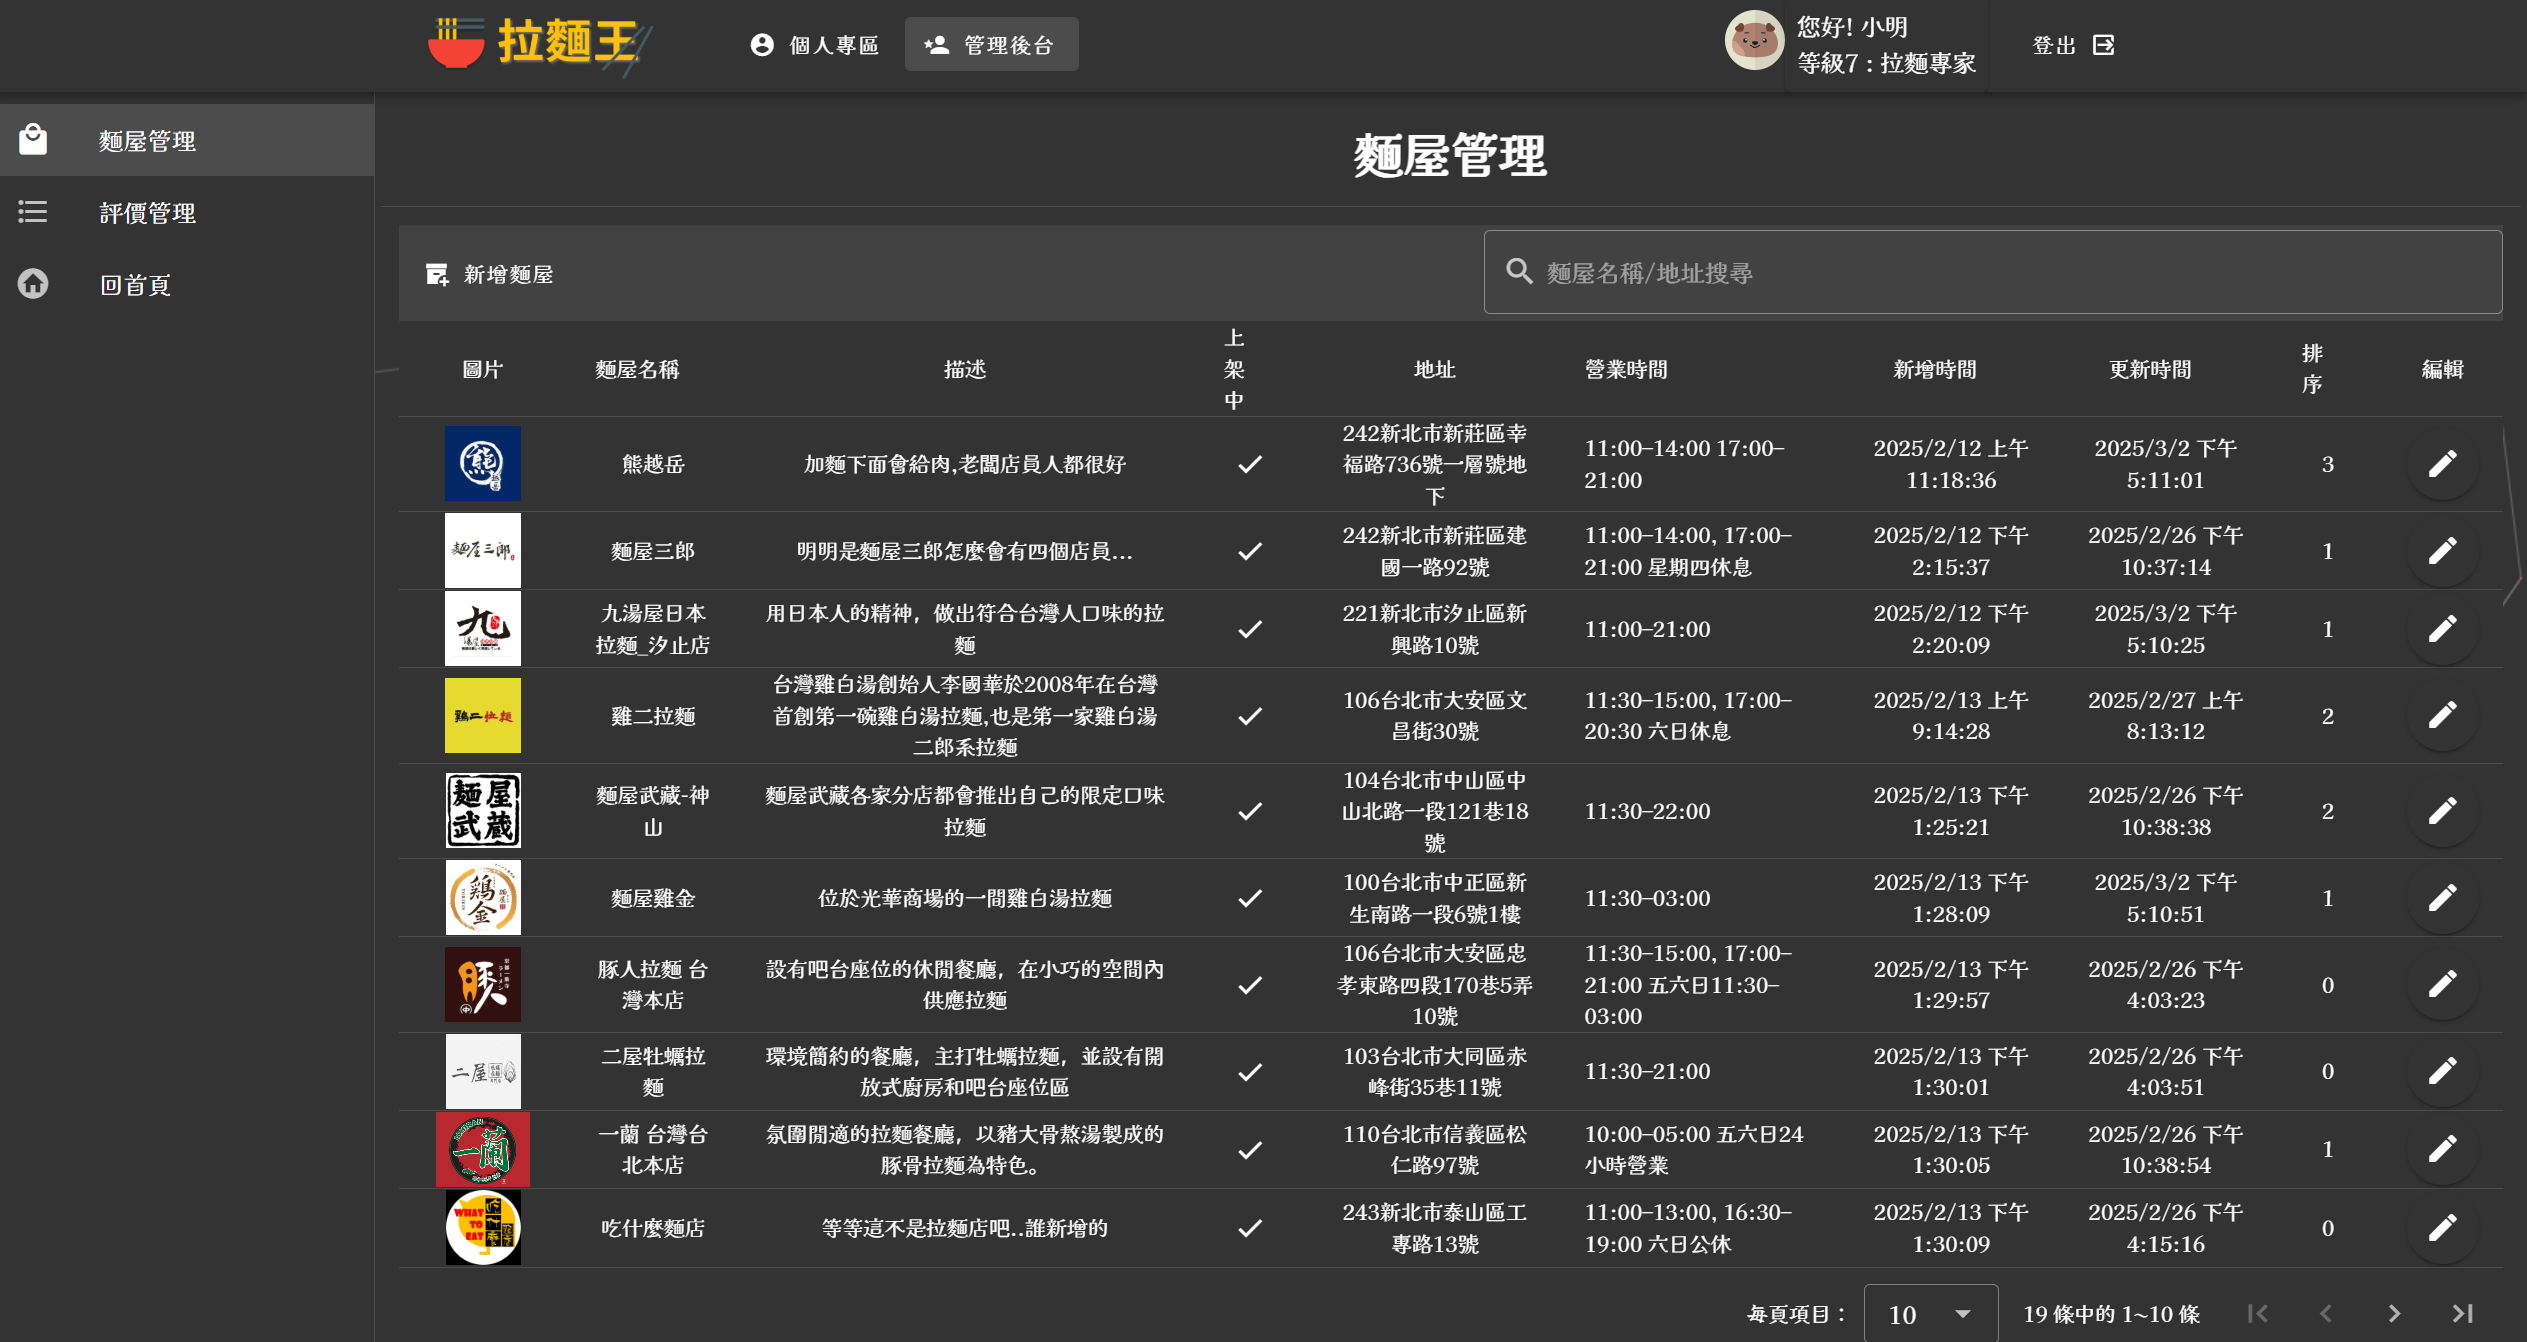 拉麵王
個人專區
管理後台
您好! 小明
等級7 : 拉麵專家
登出
麵屋管理
評價管理
回首頁
麵屋管理
新增麵屋
麵屋名稱/地址搜尋
圖片
麵屋名稱
描述
上
架
中
地址
營業時間
新增時間
更新時間
排
序
編輯
熊
熊越岳
加麵下面會給肉,老闆店員人都很好
242新北市新莊區幸
福路736號一層號地
下
11:00–14:00 17:00–
21:00
2025/2/12 上午
11:18:36
2025/3/2 下午
5:11:01
3
麵屋三郎
麵屋三郎
明明是麵屋三郎怎麼會有四個店員...
242新北市新莊區建
國一路92號
11:00–14:00, 17:00–
21:00 星期四休息
2025/2/12 下午
2:15:37
2025/2/26 下午
10:37:14
1
九
湯屋
九湯屋日本
拉麵_汐止店
用日本人的精神，做出符合台灣人口味的拉
麵
221新北市汐止區新
興路10號
11:00–21:00
2025/2/12 下午
2:20:09
2025/3/2 下午
5:10:25
1
鷄二拉麵
雞二拉麵
台灣雞白湯創始人李國華於2008年在台灣
首創第一碗雞白湯拉麵,也是第一家雞白湯
二郎系拉麵
106台北市大安區文
昌街30號
11:30–15:00, 17:00–
20:30 六日休息
2025/2/13 上午
9:14:28
2025/2/27 上午
8:13:12
2
麺屋
武蔵
麵屋武藏-神
山
麵屋武藏各家分店都會推出自己的限定口味
拉麵
104台北市中山區中
山北路一段121巷18
號
11:30–22:00
2025/2/13 下午
1:25:21
2025/2/26 下午
10:38:38
2
鶏金
麵屋雞金
位於光華商場的一間雞白湯拉麵
100台北市中正區新
生南路一段6號1樓
11:30–03:00
2025/2/13 下午
1:28:09
2025/3/2 下午
5:10:51
1
豚人
豚人拉麵 台
灣本店
設有吧台座位的休閒餐廳，在小巧的空間內
供應拉麵
106台北市大安區忠
孝東路四段170巷5弄
10號
11:30–15:00, 17:00–
21:00 五六日11:30–
03:00
2025/2/13 下午
1:29:57
2025/2/26 下午
4:03:23
0
二屋
二屋牡蠣拉
麵
環境簡約的餐廳，主打牡蠣拉麵，並設有開
放式廚房和吧台座位區
103台北市大同區赤
峰街35巷11號
11:30–21:00
2025/2/13 下午
1:30:01
2025/2/26 下午
4:03:51
0
一蘭
一蘭 台灣台
北本店
氛圍閒適的拉麵餐廳，以豬大骨熬湯製成的
豚骨拉麵為特色。
110台北市信義區松
仁路97號
10:00–05:00 五六日24
小時營業
2025/2/13 下午
1:30:05
2025/2/26 下午
10:38:54
1
WHAT
TO
EAT
吃什麼麵店
等等這不是拉麵店吧..誰新增的
243新北市泰山區工
專路13號
11:00–13:00, 16:30–
19:00 六日公休
2025/2/13 下午
1:30:09
2025/2/26 下午
4:15:16
0
每頁項目：
10
19 條中的 1~10 條